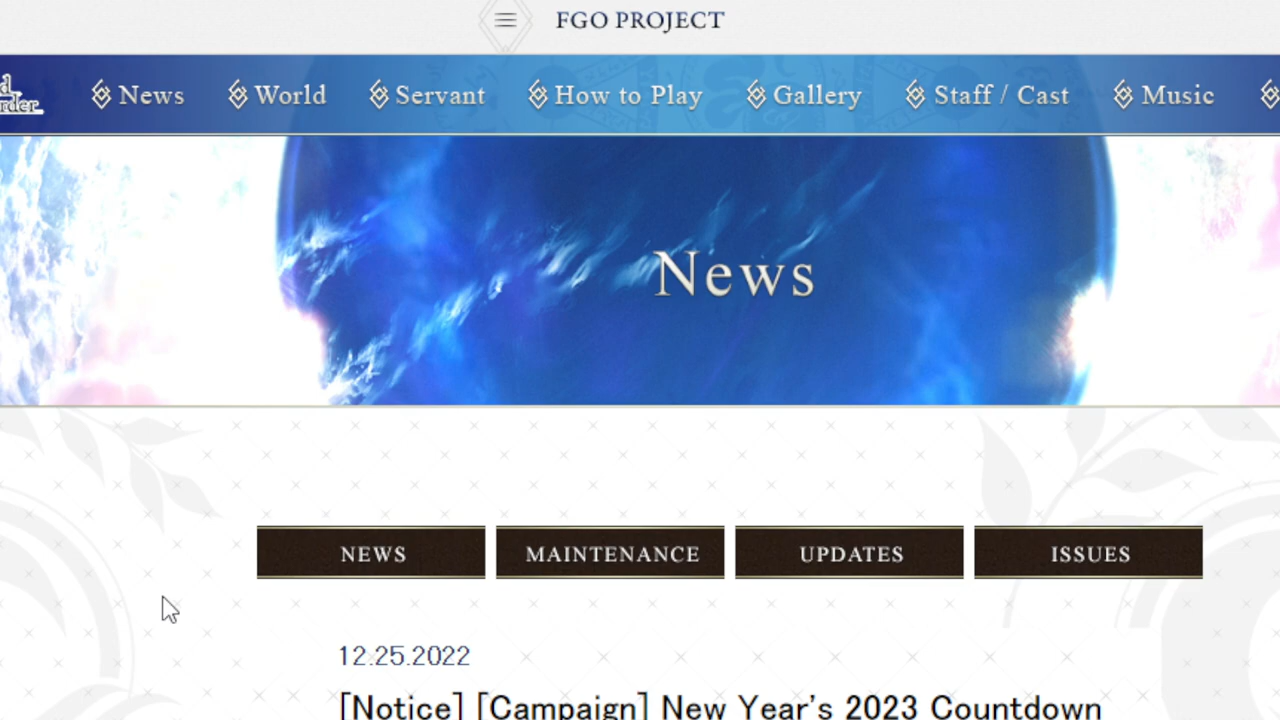 FGO PROJECT
d
rder
News World Servant How to Play Gallery Staff / Cast Music
News
NEWS MAINTENANCE UPDATES ISSUES
12.25.2022
[Notice] [Campaign] New Year's 2023 Countdown